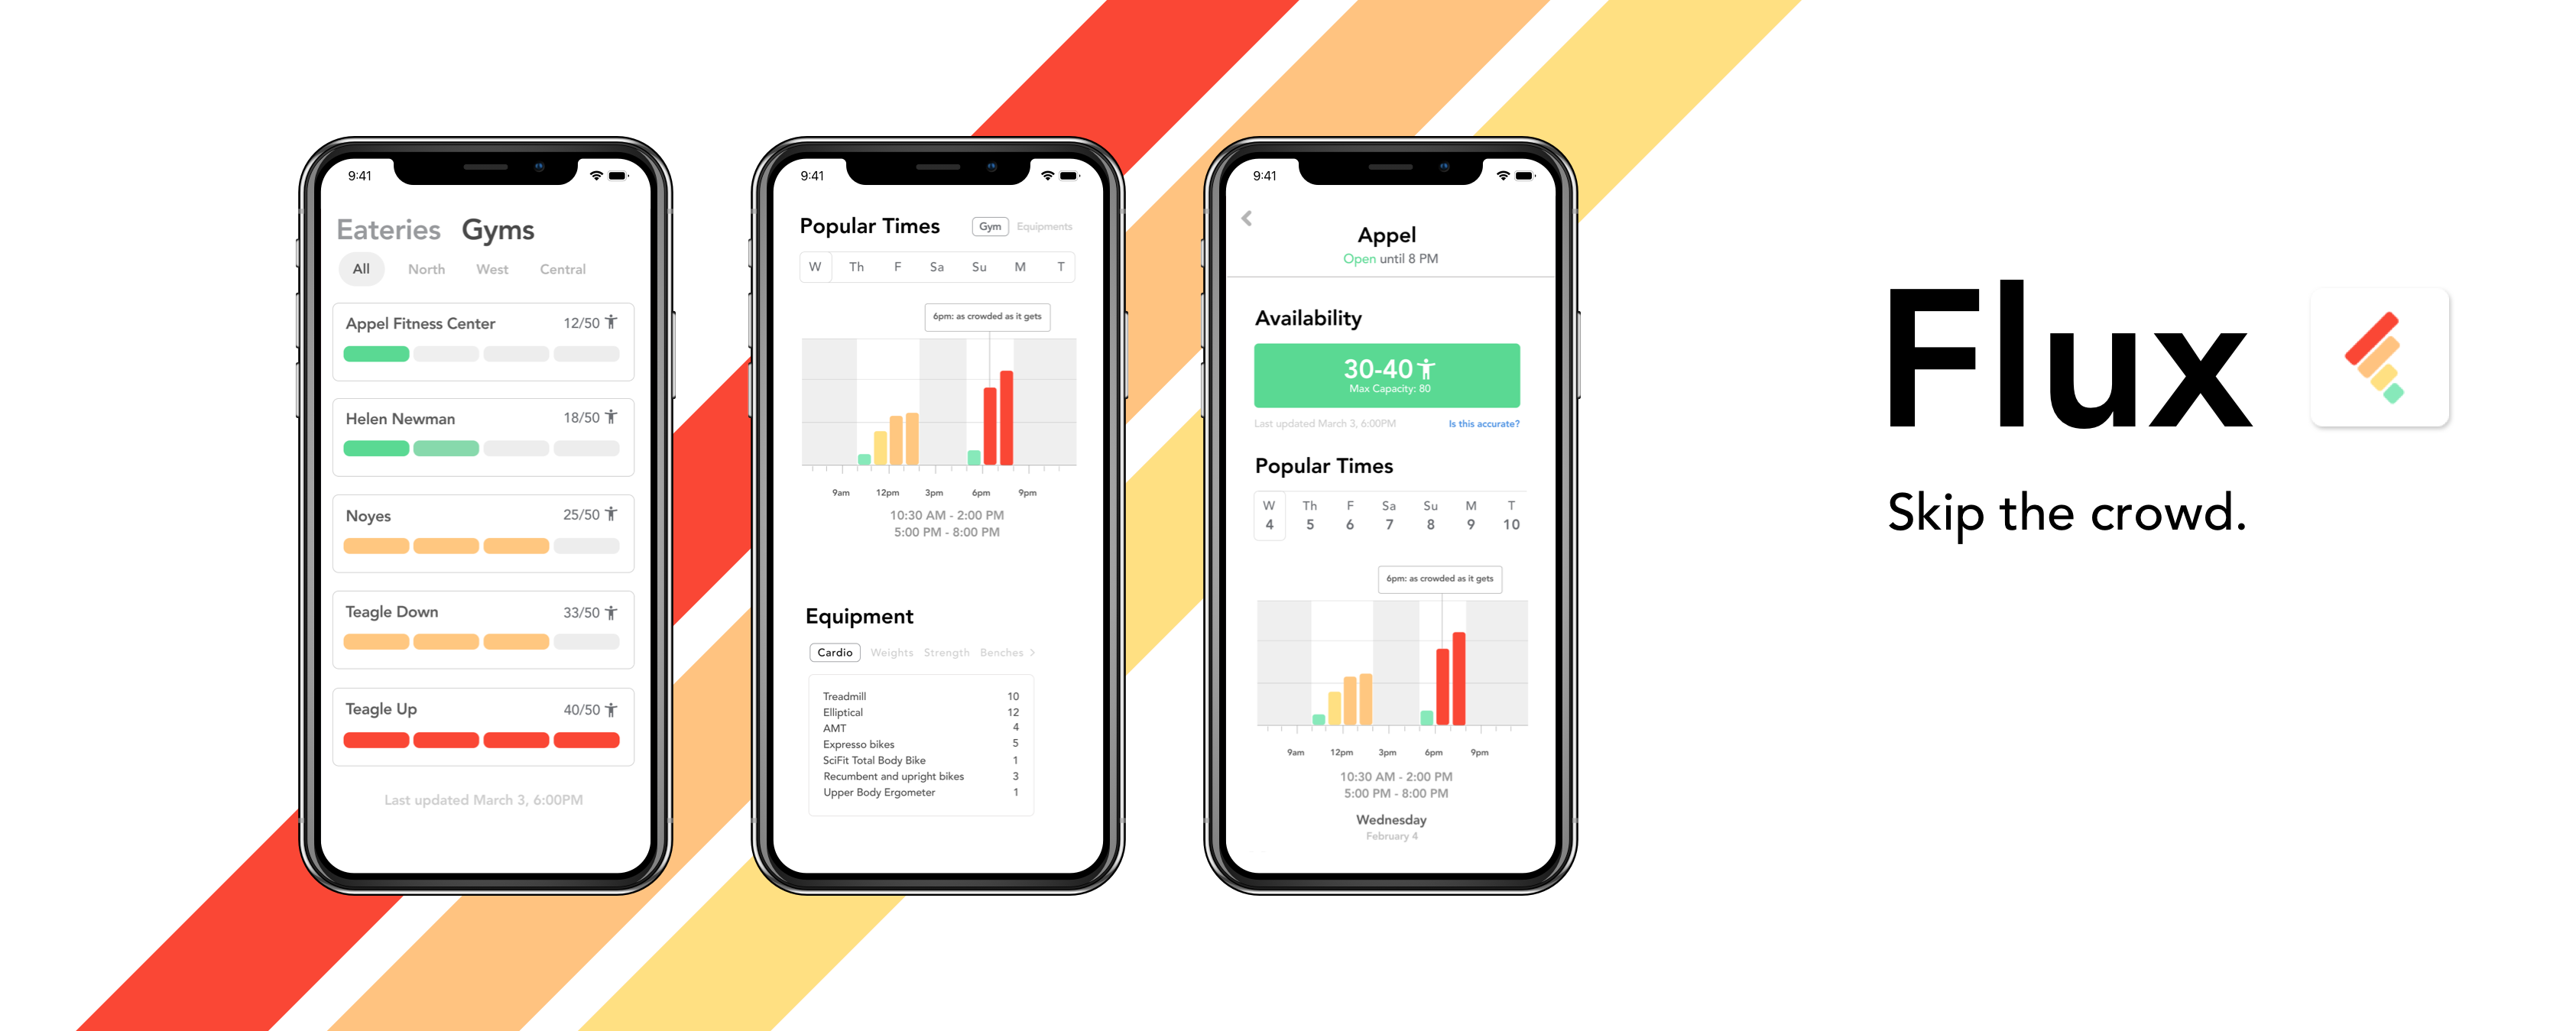 9:41
Eateries Gyms
All North West Central
Appel Fitness Center 12/50
Helen Newman 18/50
Noyes 25/50
Teagle Down 33/50
Teagle Up 40/50
Last updated March 3, 6:00PM
9:41
Popular Times Gym Equipments
W Th F Sa Su M T
6pm: as crowded as it gets
9am 12pm 3pm 6pm 9pm
10:30 AM - 2:00 PM
5:00 PM - 8:00 PM
Equipment
Cardio Weights Strength Benches >
Treadmill 10
Elliptical 12
AMT 4
Expresso bikes 5
SciFit Total Body Bike 1
Recumbent and upright bikes 3
Upper Body Ergometer 1
9:41
Appel
Open until 8 PM
Availability
30-40
Max Capacity: 80
Last updated March 3, 6:00PM Is this accurate?
Popular Times
W Th F Sa Su M T
4 5 6 7 8 9 10
6pm: as crowded as it gets
9am 12pm 3pm 6pm 9pm
10:30 AM - 2:00 PM
5:00 PM - 8:00 PM
Wednesday
February 4
Flux
Skip the crowd.